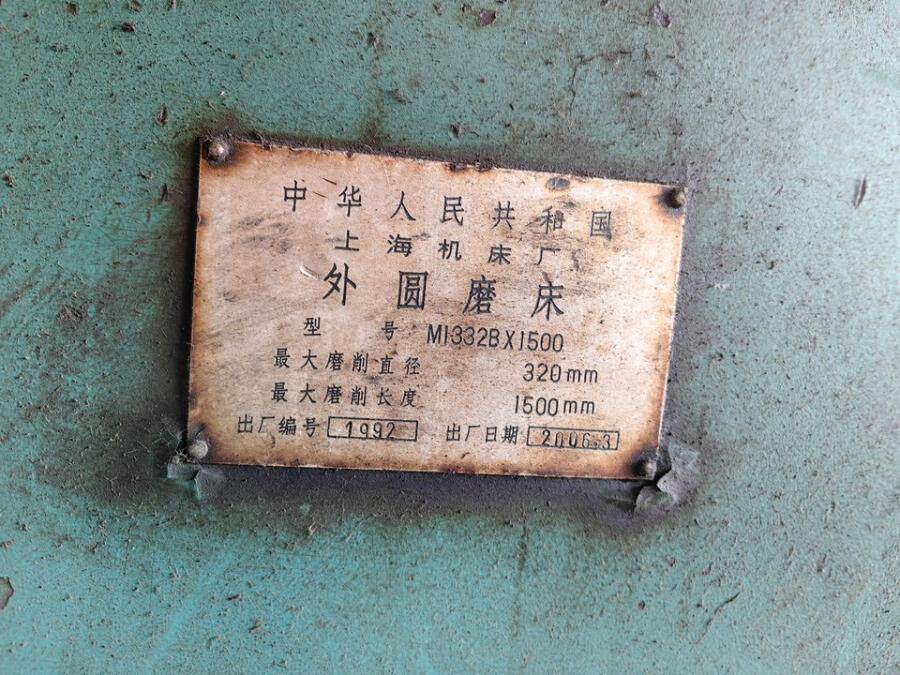 中华人民共和国
上海机床厂
外圆磨床
型号 M1332BX1500
最大磨削直径 320mm
最大磨削长度 1500mm
出厂编号 1992 出厂日期 2006.3